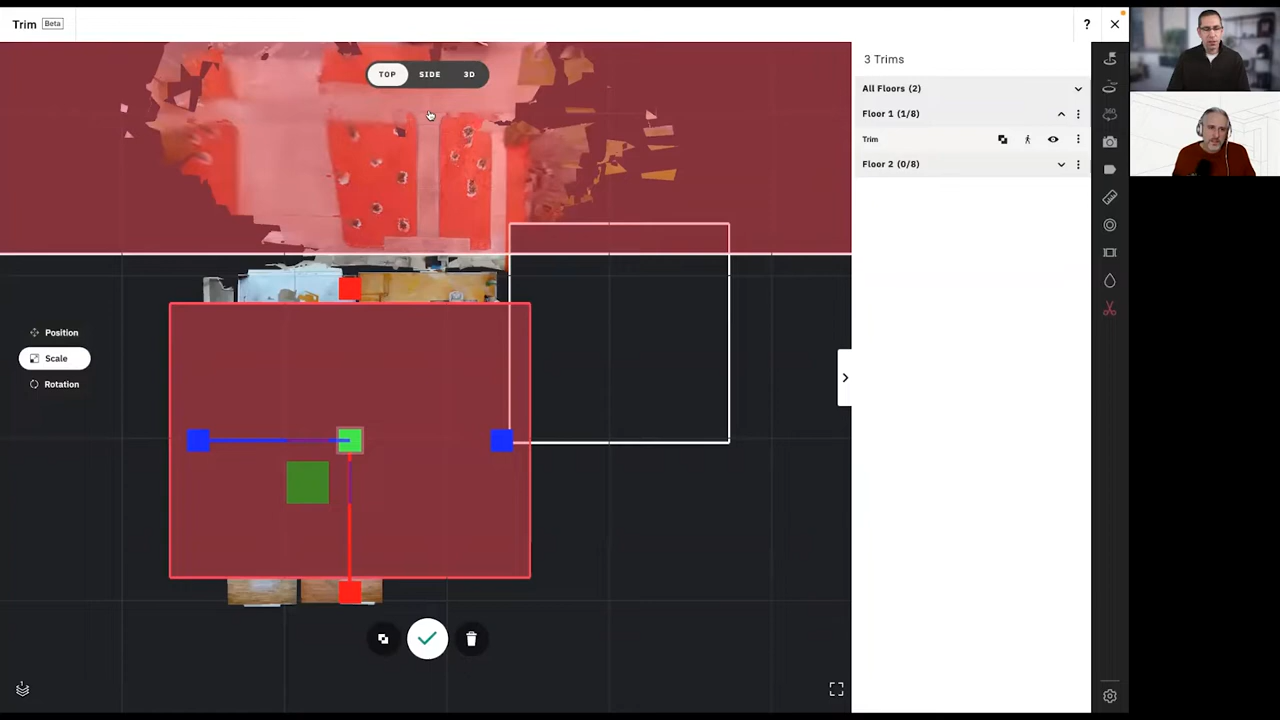 Trim Beta
?
TOP SIDE 3D
3 Trims
All Floors (2)
Floor 1 (1/8)
Trim
Floor 2 (0/8)
Position
Scale
Rotation
1